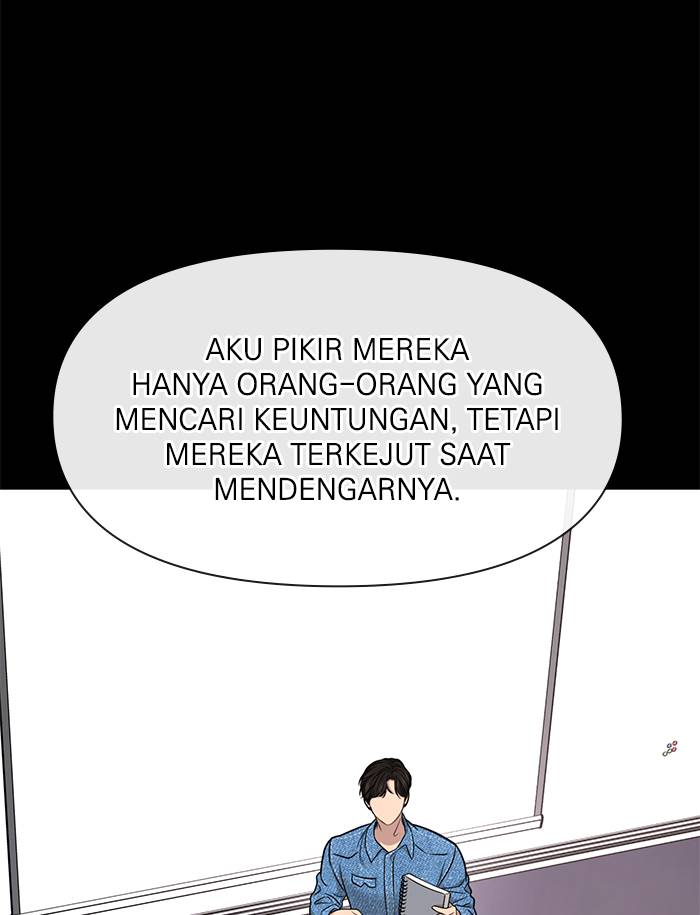 AKU PIKIR MEREKA
HANYA ORANG-ORANG YANG
MENCARI KEUNTUNGAN, TETAPI
MEREKA TERKEJUT SAAT
MENDENGARNYA.